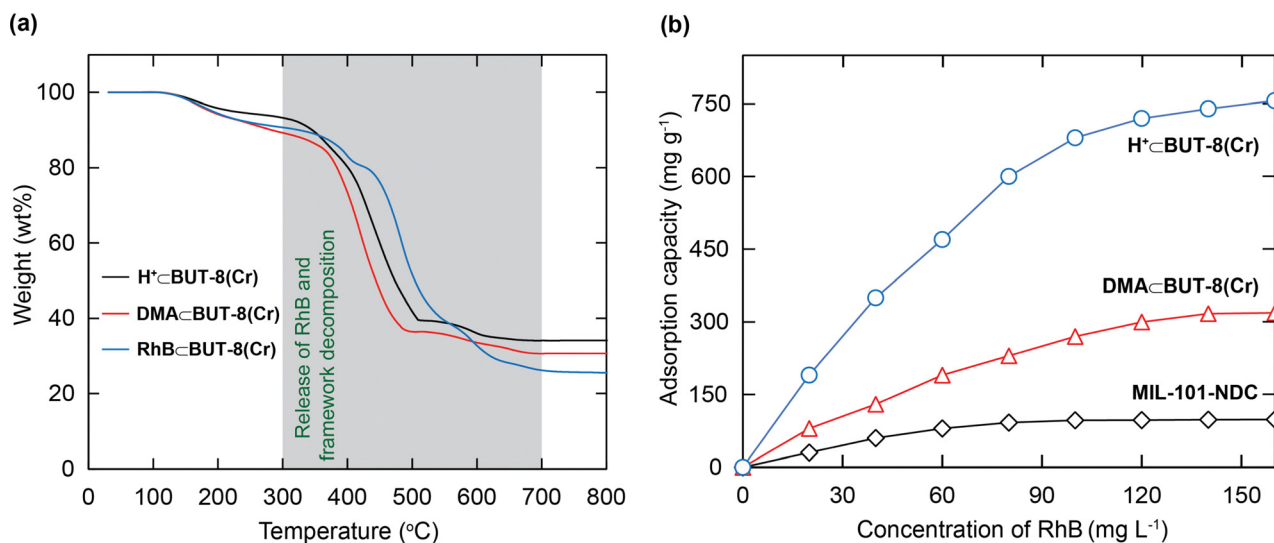 (a)
Weight (wt%)
100
80
60
40
20
0
H⁺⊂BUT-8(Cr)
DMA⊂BUT-8(Cr)
RhB⊂BUT-8(Cr)
Release of RhB and
framework decomposition
0 100 200 300 400 500 600 700 800
Temperature (°C)
(b)
Adsorption capacity (mg g⁻¹)
750
600
450
300
150
0
H⁺⊂BUT-8(Cr)
DMA⊂BUT-8(Cr)
MIL-101-NDC
0 30 60 90 120 150
Concentration of RhB (mg L⁻¹)